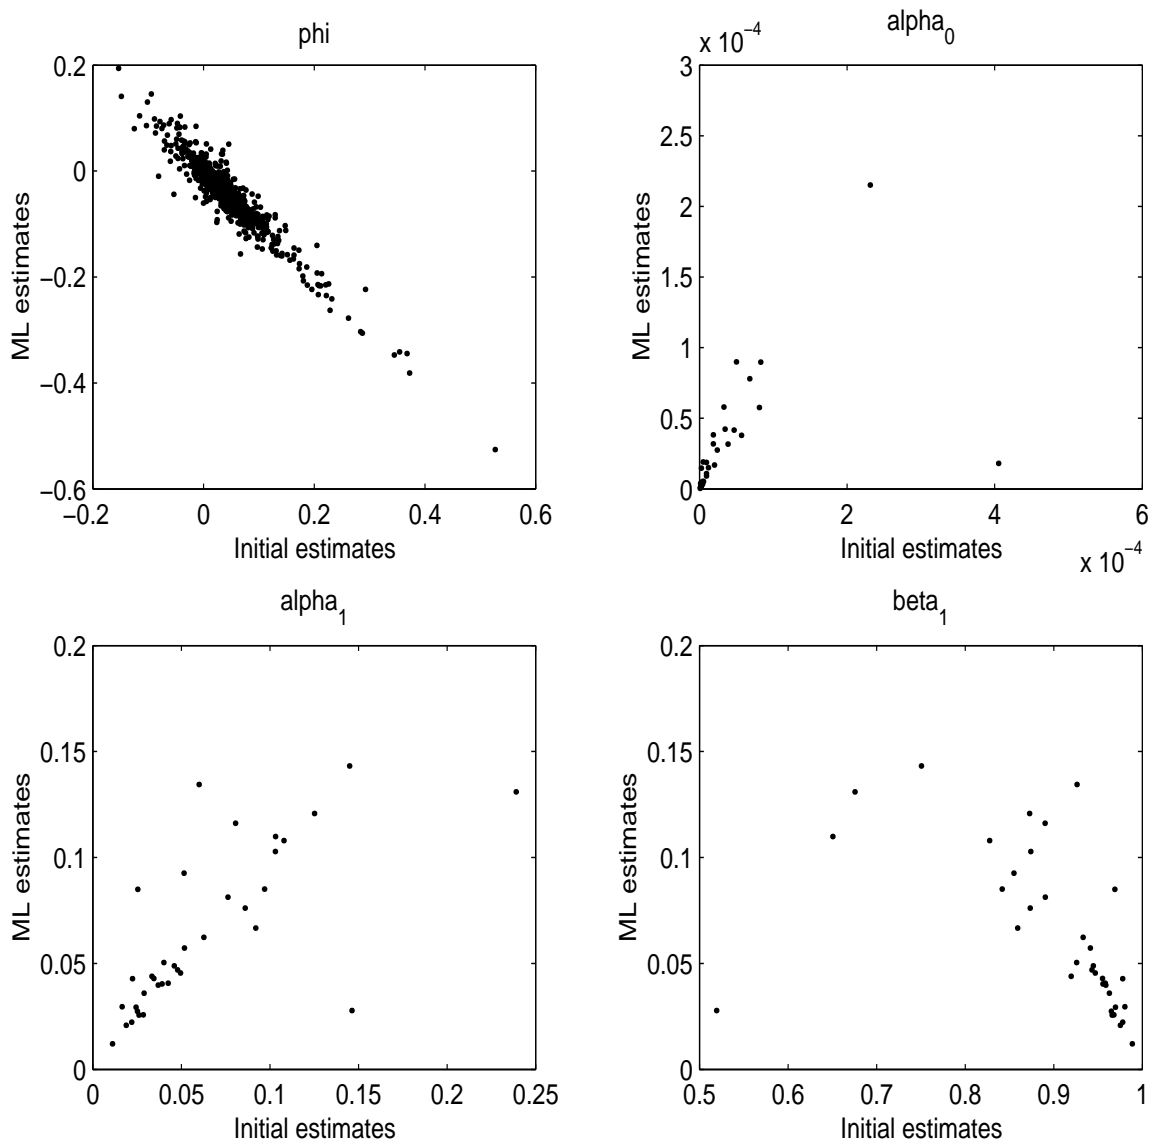 phi
0.2
0
−0.2
−0.4
−0.6
ML estimates
−0.2 0 0.2 0.4 0.6
Initial estimates
alpha0
x 10−4
3
2.5
2
1.5
1
0.5
0
ML estimates
0 2 4 6
Initial estimates
x 10−4
alpha1
0.2
0.15
0.1
0.05
0
ML estimates
0 0.05 0.1 0.15 0.2 0.25
Initial estimates
beta1
0.2
0.15
0.1
0.05
0
ML estimates
0.5 0.6 0.7 0.8 0.9 1
Initial estimates